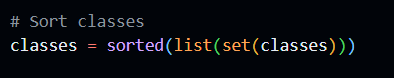 # Sort classes
classes = sorted(list(set(classes)))